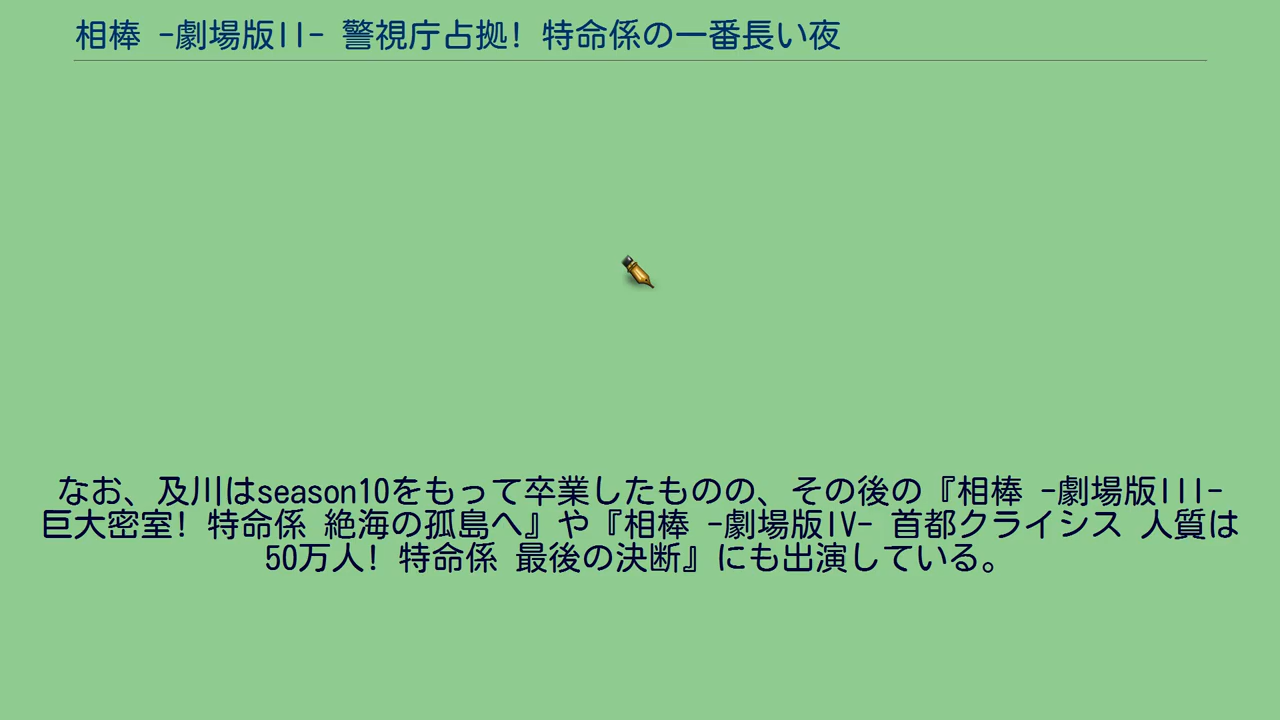 相棒 -劇場版II- 警視庁占拠! 特命係の一番長い夜
なお、及川はseason10をもって卒業したものの、その後の『相棒 -劇場版III-
巨大密室! 特命係 絶海の孤島へ』や『相棒 -劇場版IV- 首都クライシス 人質は
50万人! 特命係 最後の決断』にも出演している。